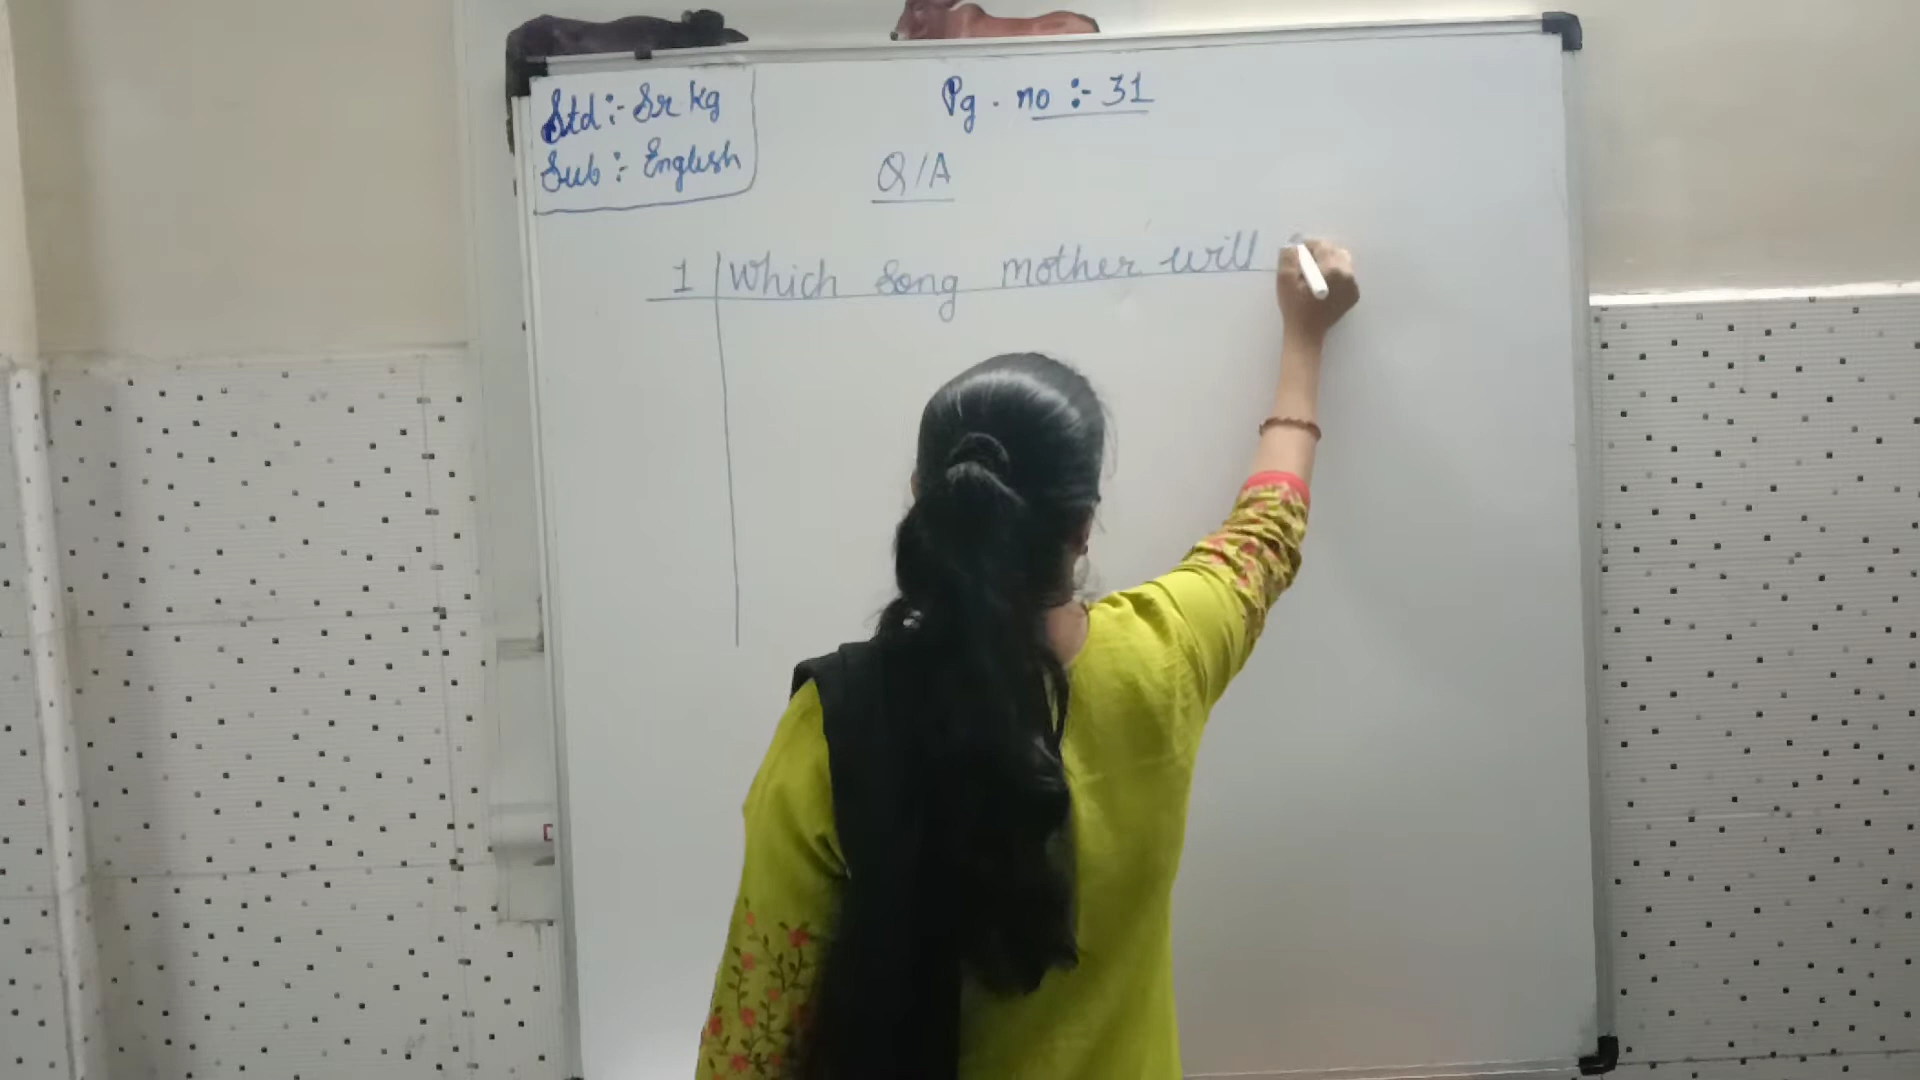 Std:- Sr kg
Sub:- English
Pg. no :- 31
Q/A
1 Which song mother will